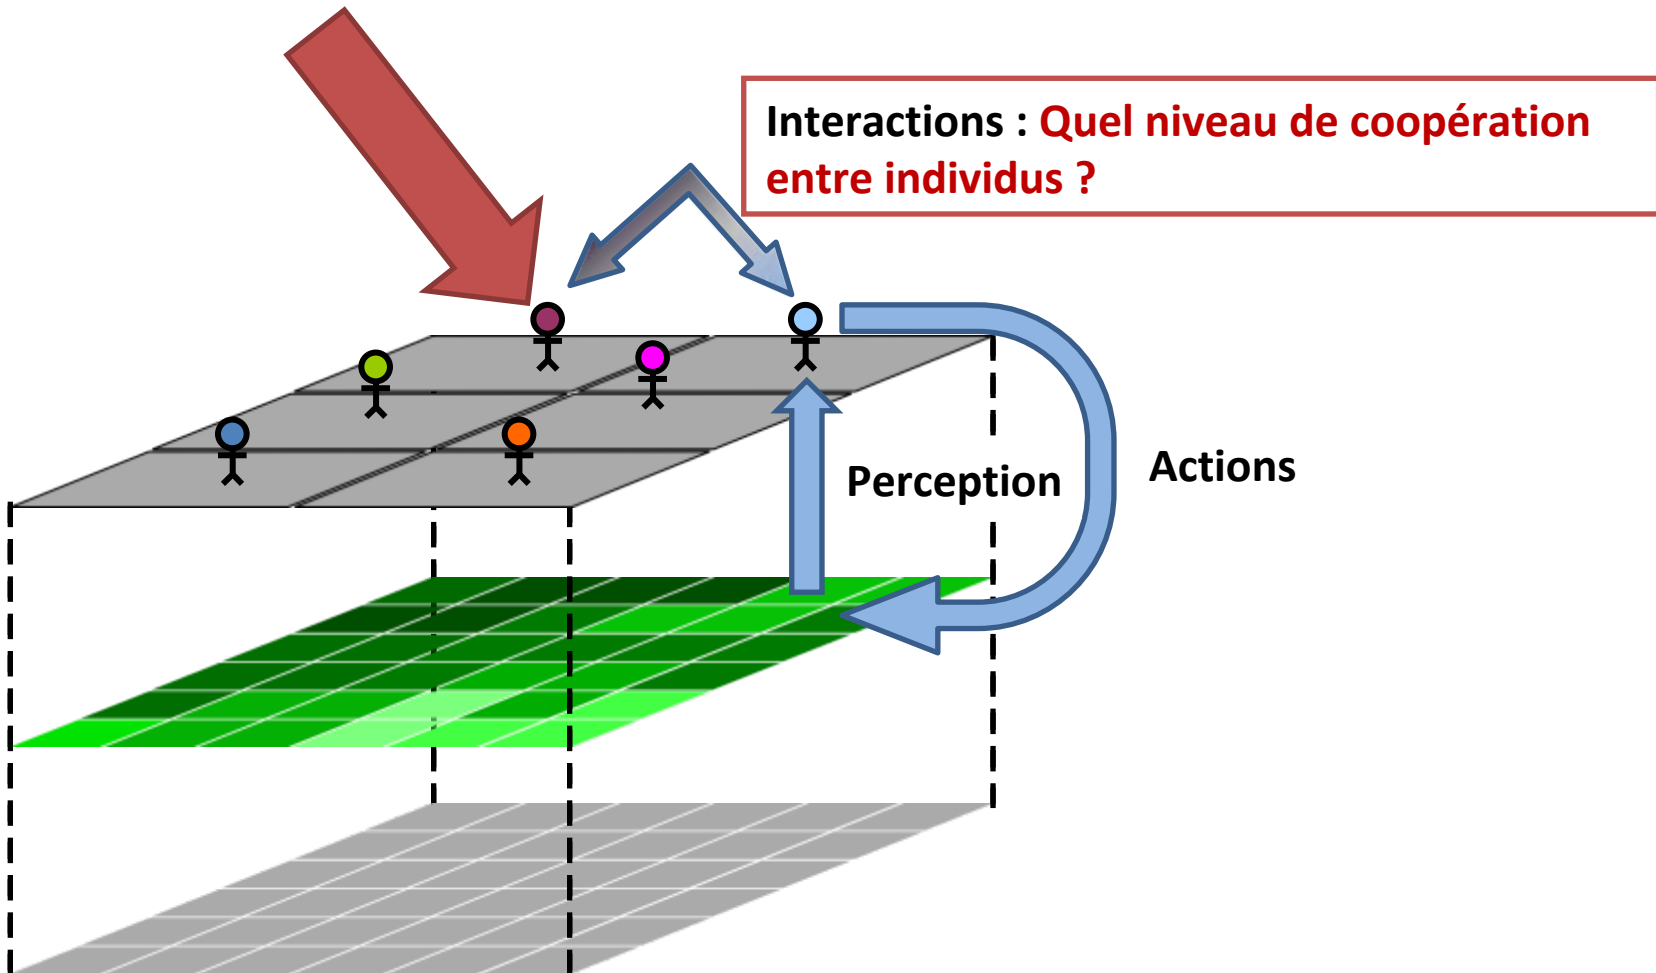 Interactions : Quel niveau de coopération
entre individus ?
Perception
Actions